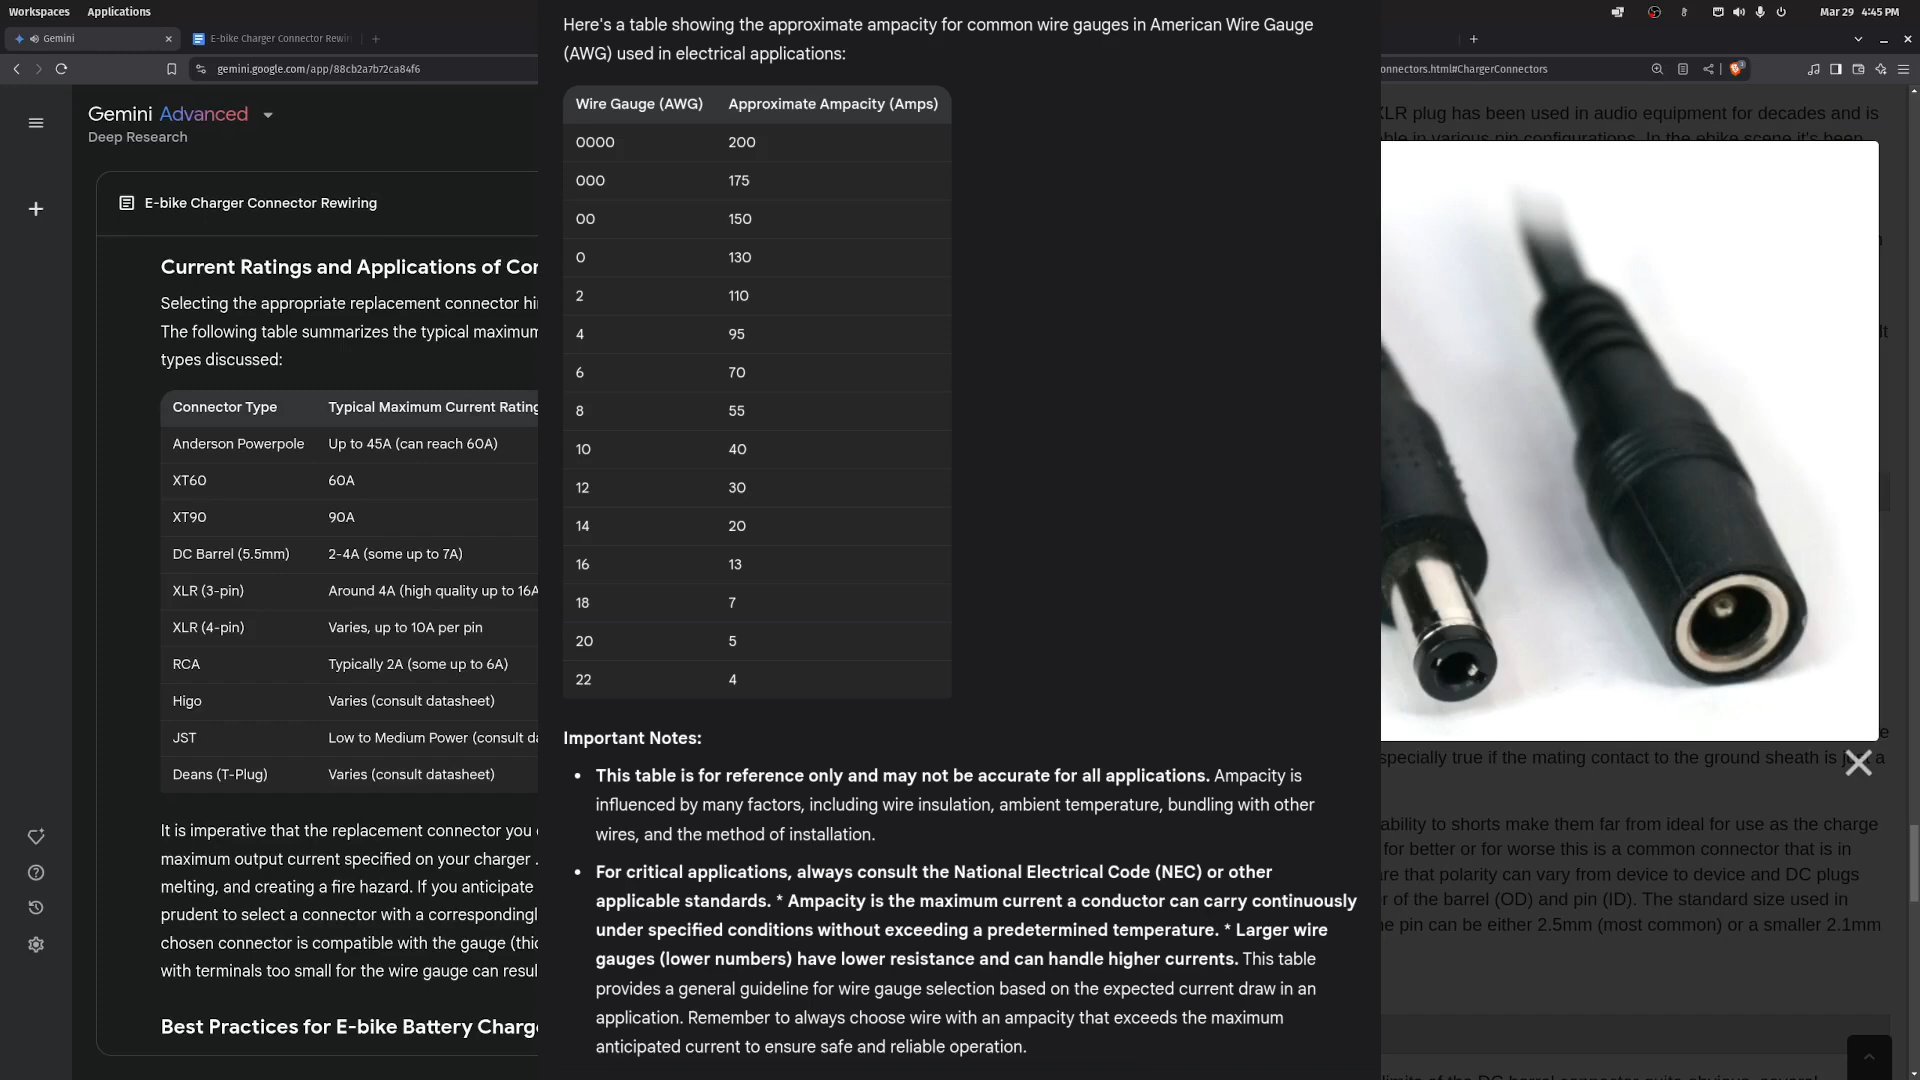 Workspaces Applications
Mar 29 4:45 PM
Gemini
E-bike Charger Connector Rewirin
gemini.google.com/app/88cb2a7b72ca84f6
onnectors.html#ChargerConnectors
Gemini Advanced
Deep Research
E-bike Charger Connector Rewiring
Current Ratings and Applications of Cor
Selecting the appropriate replacement connector hi
The following table summarizes the typical maximum
types discussed:
Connector Type Typical Maximum Current Rating
Anderson Powerpole Up to 45A (can reach 60A)
XT60 60A
XT90 90A
DC Barrel (5.5mm) 2-4A (some up to 7A)
XLR (3-pin) Around 4A (high quality up to 16A
XLR (4-pin) Varies, up to 10A per pin
RCA Typically 2A (some up to 6A)
Higo Varies (consult datasheet)
JST Low to Medium Power (consult da
Deans (T-Plug) Varies (consult datasheet)
It is imperative that the replacement connector you
maximum output current specified on your charger .
melting, and creating a fire hazard. If you anticipate
prudent to select a connector with a correspondingl
chosen connector is compatible with the gauge (thic
with terminals too small for the wire gauge can resul
Best Practices for E-bike Battery Charge
Here's a table showing the approximate ampacity for common wire gauges in American Wire Gauge
(AWG) used in electrical applications:
Wire Gauge (AWG) Approximate Ampacity (Amps)
0000 200
000 175
00 150
0 130
2 110
4 95
6 70
8 55
10 40
12 30
14 20
16 13
18 7
20 5
22 4
Important Notes:
• This table is for reference only and may not be accurate for all applications. Ampacity is
influenced by many factors, including wire insulation, ambient temperature, bundling with other
wires, and the method of installation.
• For critical applications, always consult the National Electrical Code (NEC) or other
applicable standards. * Ampacity is the maximum current a conductor can carry continuously
under specified conditions without exceeding a predetermined temperature. * Larger wire
gauges (lower numbers) have lower resistance and can handle higher currents. This table
provides a general guideline for wire gauge selection based on the expected current draw in an
application. Remember to always choose wire with an ampacity that exceeds the maximum
anticipated current to ensure safe and reliable operation.
XLR plug has been used in audio equipment for decades and is
ble in various pin configurations. In the ebike scene it's been
specially true if the mating contact to the ground sheath is just a
ability to shorts make them far from ideal for use as the charge
for better or for worse this is a common connector that is in
are that polarity can vary from device to device and DC plugs
r of the barrel (OD) and pin (ID). The standard size used in
e pin can be either 2.5mm (most common) or a smaller 2.1mm